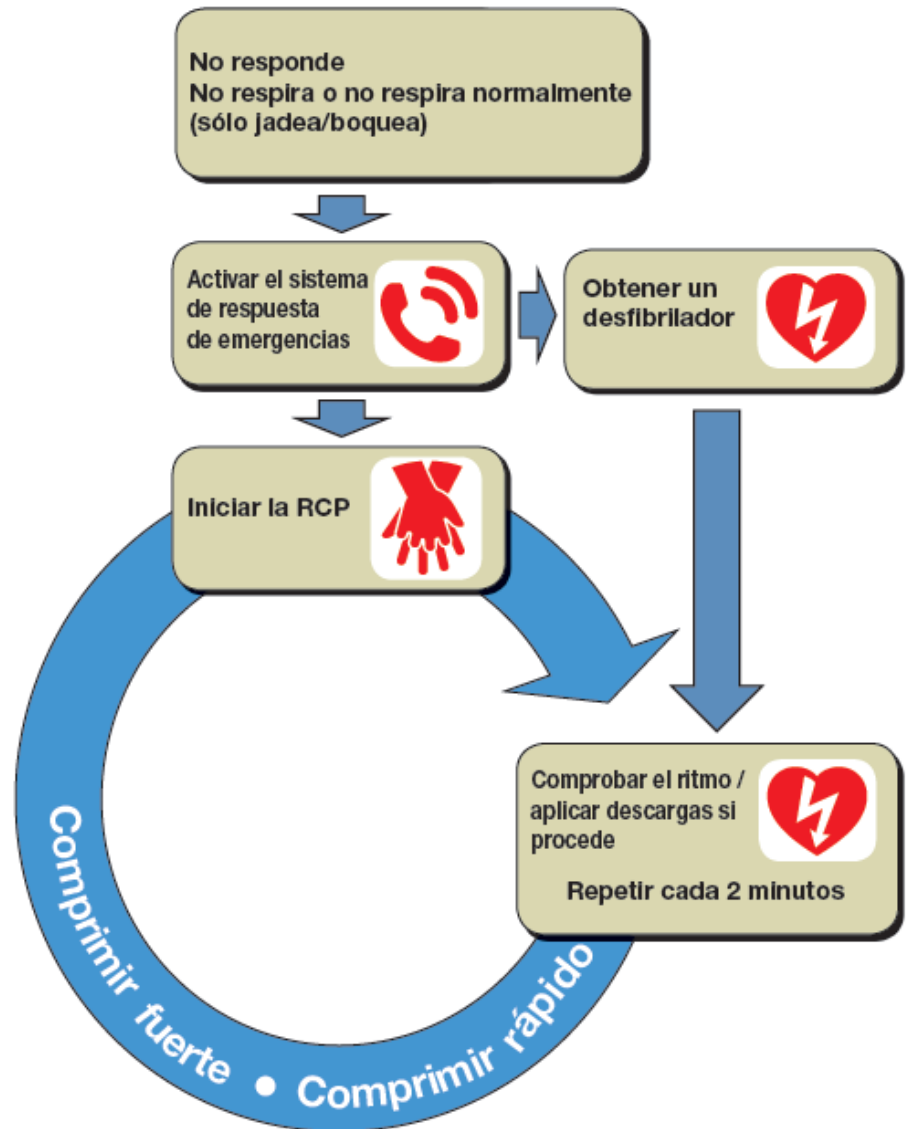 No responde
No respira o no respira normalmente
(sólo jadea/boquea)
Activar el sistema
de respuesta
de emergencias
Obtener un
desfibrilador
Iniciar la RCP
Comprobar el ritmo /
aplicar descargas si
procede
Repetir cada 2 minutos
Comprimir fuerte ● Comprimir rápido